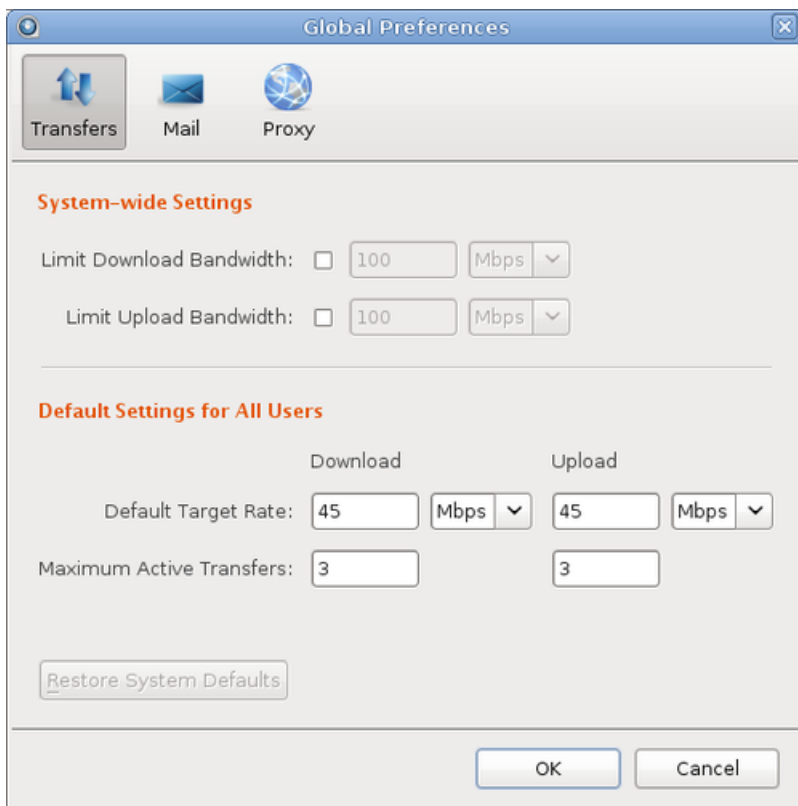 Global Preferences
Transfers Mail Proxy
System-wide Settings
Limit Download Bandwidth: 100 Mbps
Limit Upload Bandwidth: 100 Mbps
Default Settings for All Users
Download Upload
Default Target Rate: 45 Mbps 45 Mbps
Maximum Active Transfers: 3 3
Restore System Defaults
OK Cancel